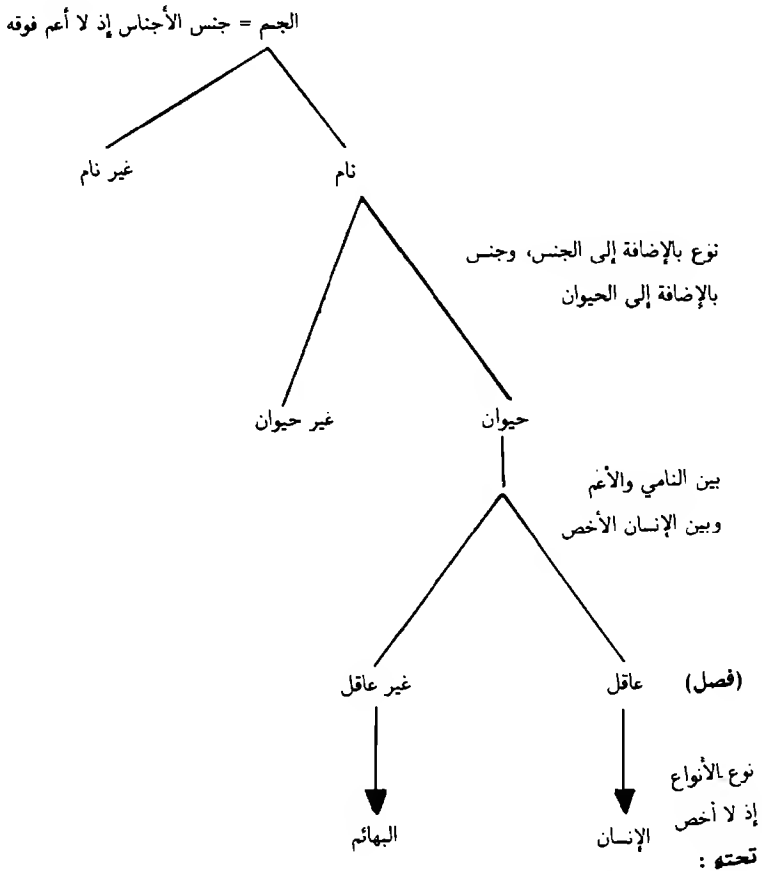 الجسم = جنس الأجناس إذ لا أعم فوقه
نام
غير نام
نوع بالإضافة إلى الجنس، وجنس
بالإضافة إلى الحيوان
حيوان
غير حيوان
بين النامي والأعم
وبين الإنسان الأخص
(فصل)
عاقل
غير عاقل
نوع الأنواع
إذ لا أخص
تحته :
الإنسان
البهائم